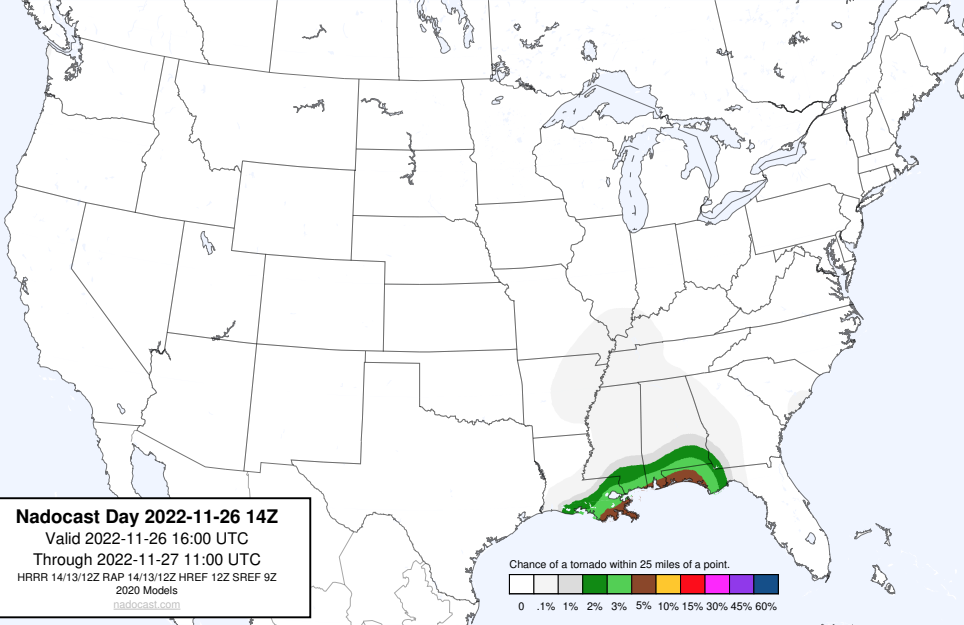 Nadocast Day 2022-11-26 14Z
Valid 2022-11-26 16:00 UTC
Through 2022-11-27 11:00 UTC
HRRR 14/13/12Z RAP 14/13/12Z HREF 12Z SREF 9Z
2020 Models
nadocast.com
Chance of a tornado within 25 miles of a point.
0 .1% 1% 2% 3% 5% 10% 15% 30% 45% 60%